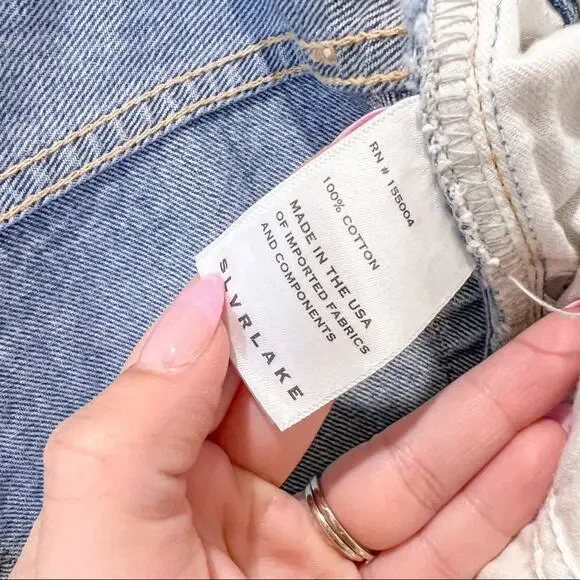 RN # 155004
100% COTTON
MADE IN THE USA
OF IMPORTED FABRICS
AND COMPONENTS
SLVRLAKE